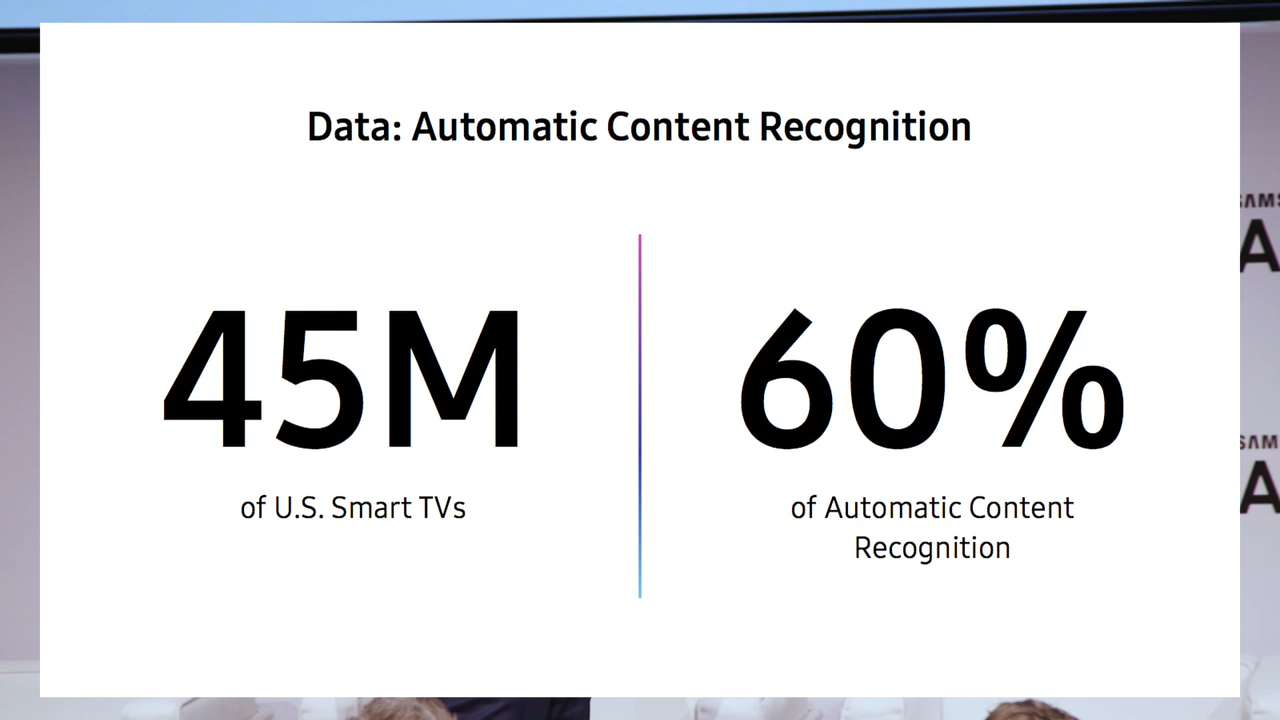 Data: Automatic Content Recognition
45M
of U.S. Smart TVs
60%
of Automatic Content
Recognition